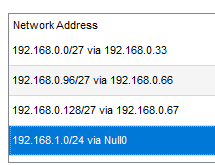 Network Address
192.168.0.0/27 via 192.168.0.33
192.168.0.96/27 via 192.168.0.66
192.168.0.128/27 via 192.168.0.67
192.168.1.0/24 via Null0